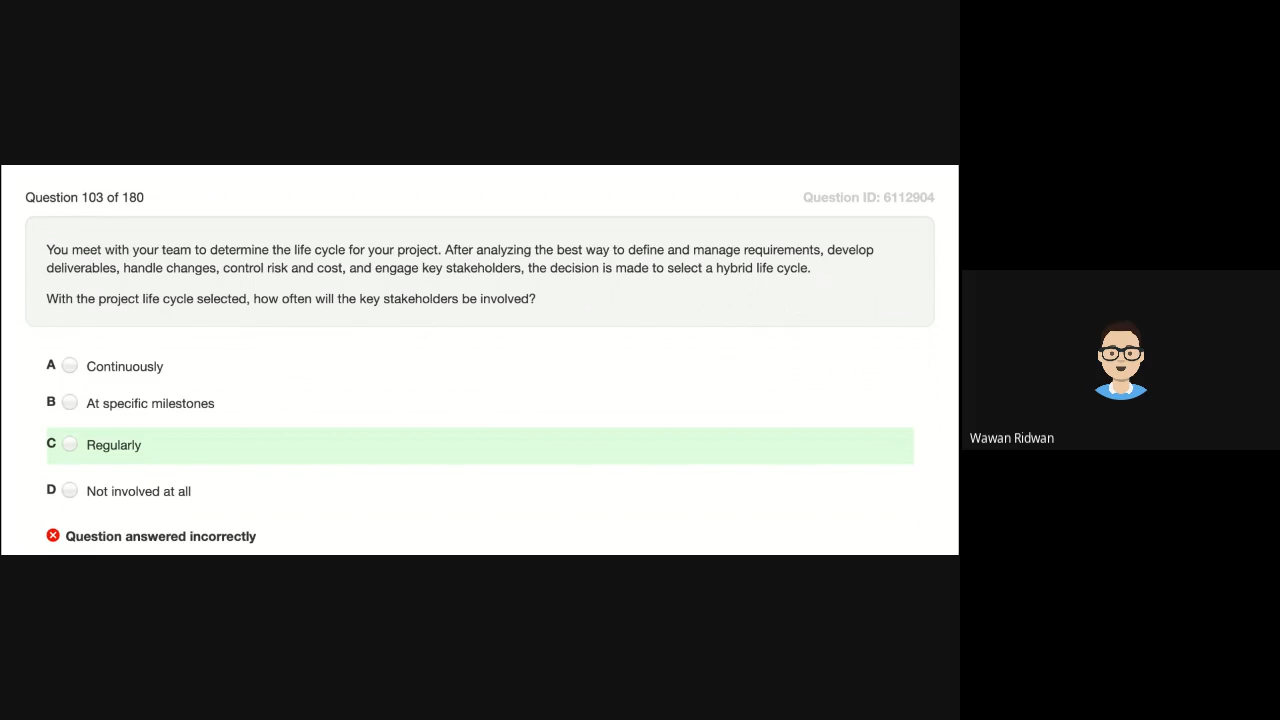 Question 103 of 180
Question ID: 6112904
You meet with your team to determine the life cycle for your project. After analyzing the best way to define and manage requirements, develop
deliverables, handle changes, control risk and cost, and engage key stakeholders, the decision is made to select a hybrid life cycle.
With the project life cycle selected, how often will the key stakeholders be involved?
A Continuously
B At specific milestones
C Regularly
D Not involved at all
Question answered incorrectly
Wawan Ridwan